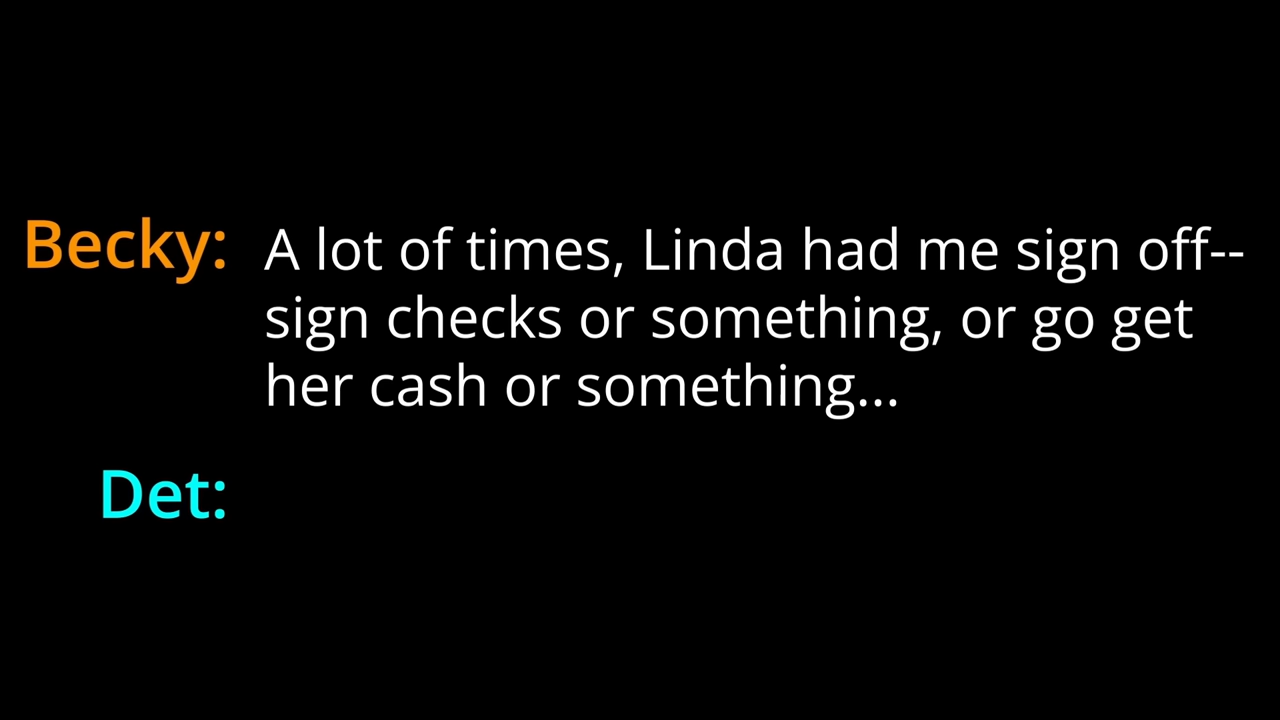 Becky: A lot of times, Linda had me sign off--
sign checks or something, or go get
her cash or something...
Det: